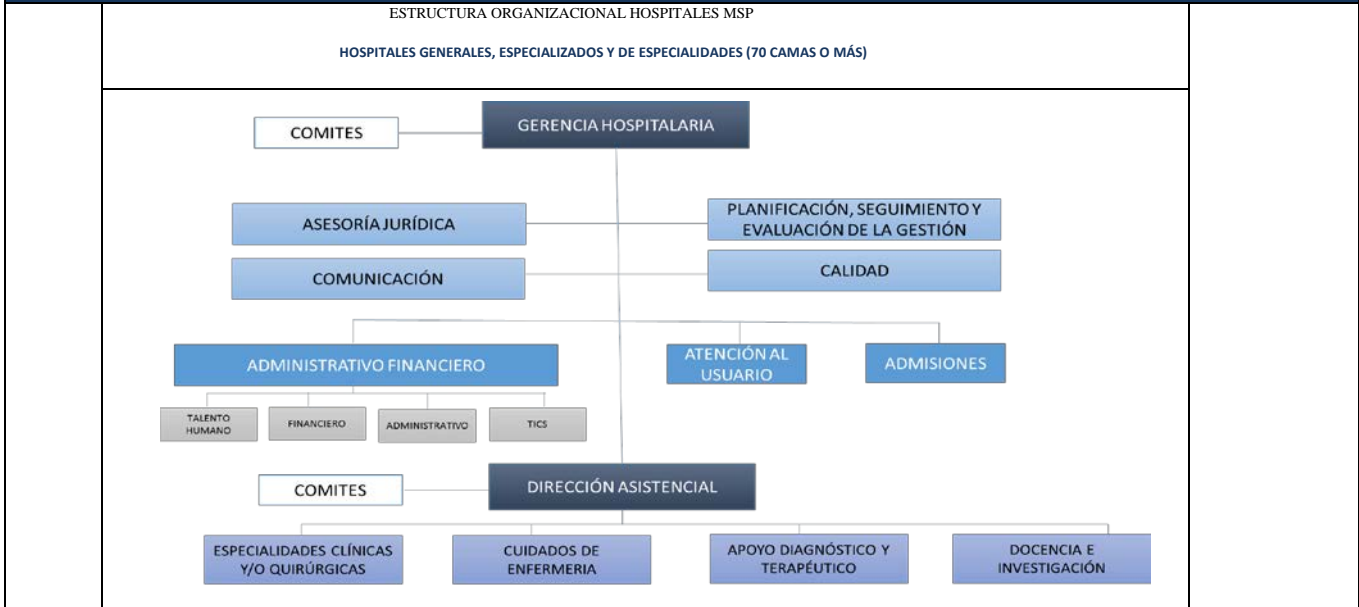 ESTRUCTURA ORGANIZACIONAL HOSPITALES MSP
HOSPITALES GENERALES, ESPECIALIZADOS Y DE ESPECIALIDADES (70 CAMAS O MÁS)
COMITES
GERENCIA HOSPITALARIA
ASESORÍA JURÍDICA
PLANIFICACIÓN, SEGUIMIENTO Y
EVALUACIÓN DE LA GESTIÓN
COMUNICACIÓN
CALIDAD
ADMINISTRATIVO FINANCIERO
ATENCIÓN AL
USUARIO
ADMISIONES
TALENTO
HUMANO
FINANCIERO
ADMINISTRATIVO
TICS
COMITES
DIRECCIÓN ASISTENCIAL
ESPECIALIDADES CLÍNICAS
Y/O QUIRÚRGICAS
CUIDADOS DE
ENFERMERIA
APOYO DIAGNÓSTICO Y
TERAPÉUTICO
DOCENCIA E
INVESTIGACIÓN